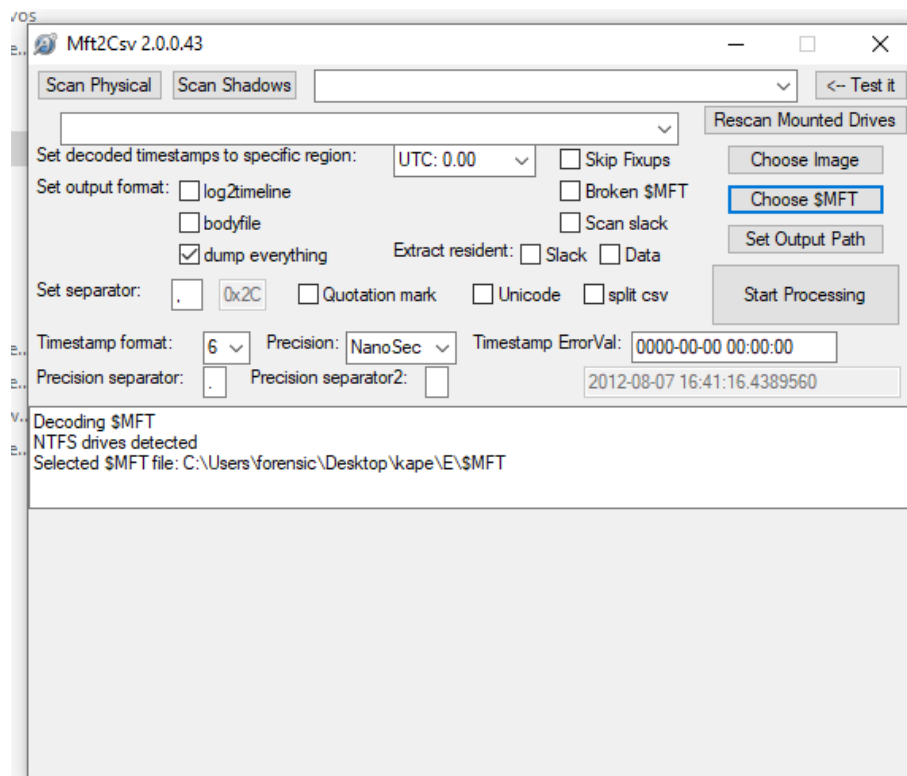 vos
e.. Mft2Csv 2.0.0.43
Scan Physical Scan Shadows <-- Test it
Rescan Mounted Drives
Set decoded timestamps to specific region: UTC: 0.00 Skip Fixups Choose Image
Set output format: log2timeline Broken $MFT Choose $MFT
bodyfile Scan slack
dump everything Extract resident: Slack Data Set Output Path
Set separator: , 0x2C Quotation mark Unicode split csv Start Processing
e.. Timestamp format: 6 Precision: NanoSec Timestamp ErrorVal: 0000-00-00 00:00:00
e.. Precision separator: . Precision separator2: 2012-08-07 16:41:16.4389560
v.. Decoding $MFT
NTFS drives detected
e.. Selected $MFT file: C:\Users\forensic\Desktop\kape\E\$MFT